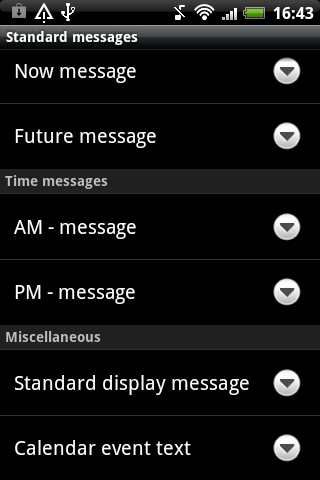 16:43
Standard messages
Now message
Future message
Time messages
AM - message
PM - message
Miscellaneous
Standard display message
Calendar event text